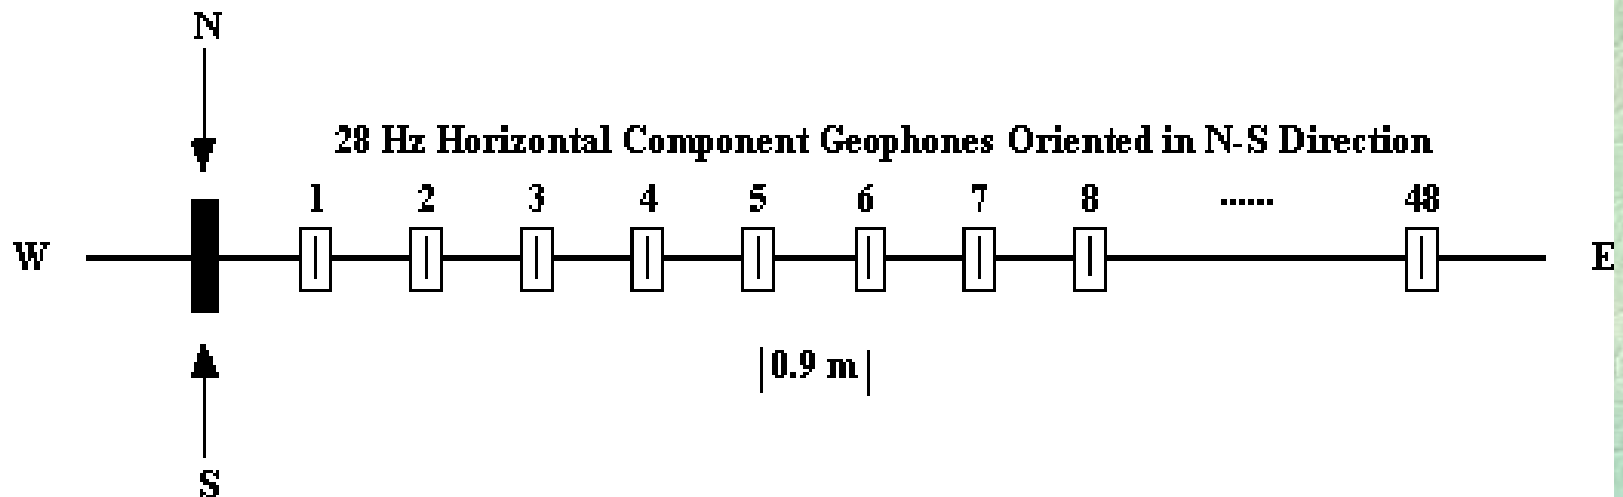 N
28 Hz Horizontal Component Geophones Oriented in N-S Direction
1 2 3 4 5 6 7 8 ...... 48
W E
|0.9 m|
S